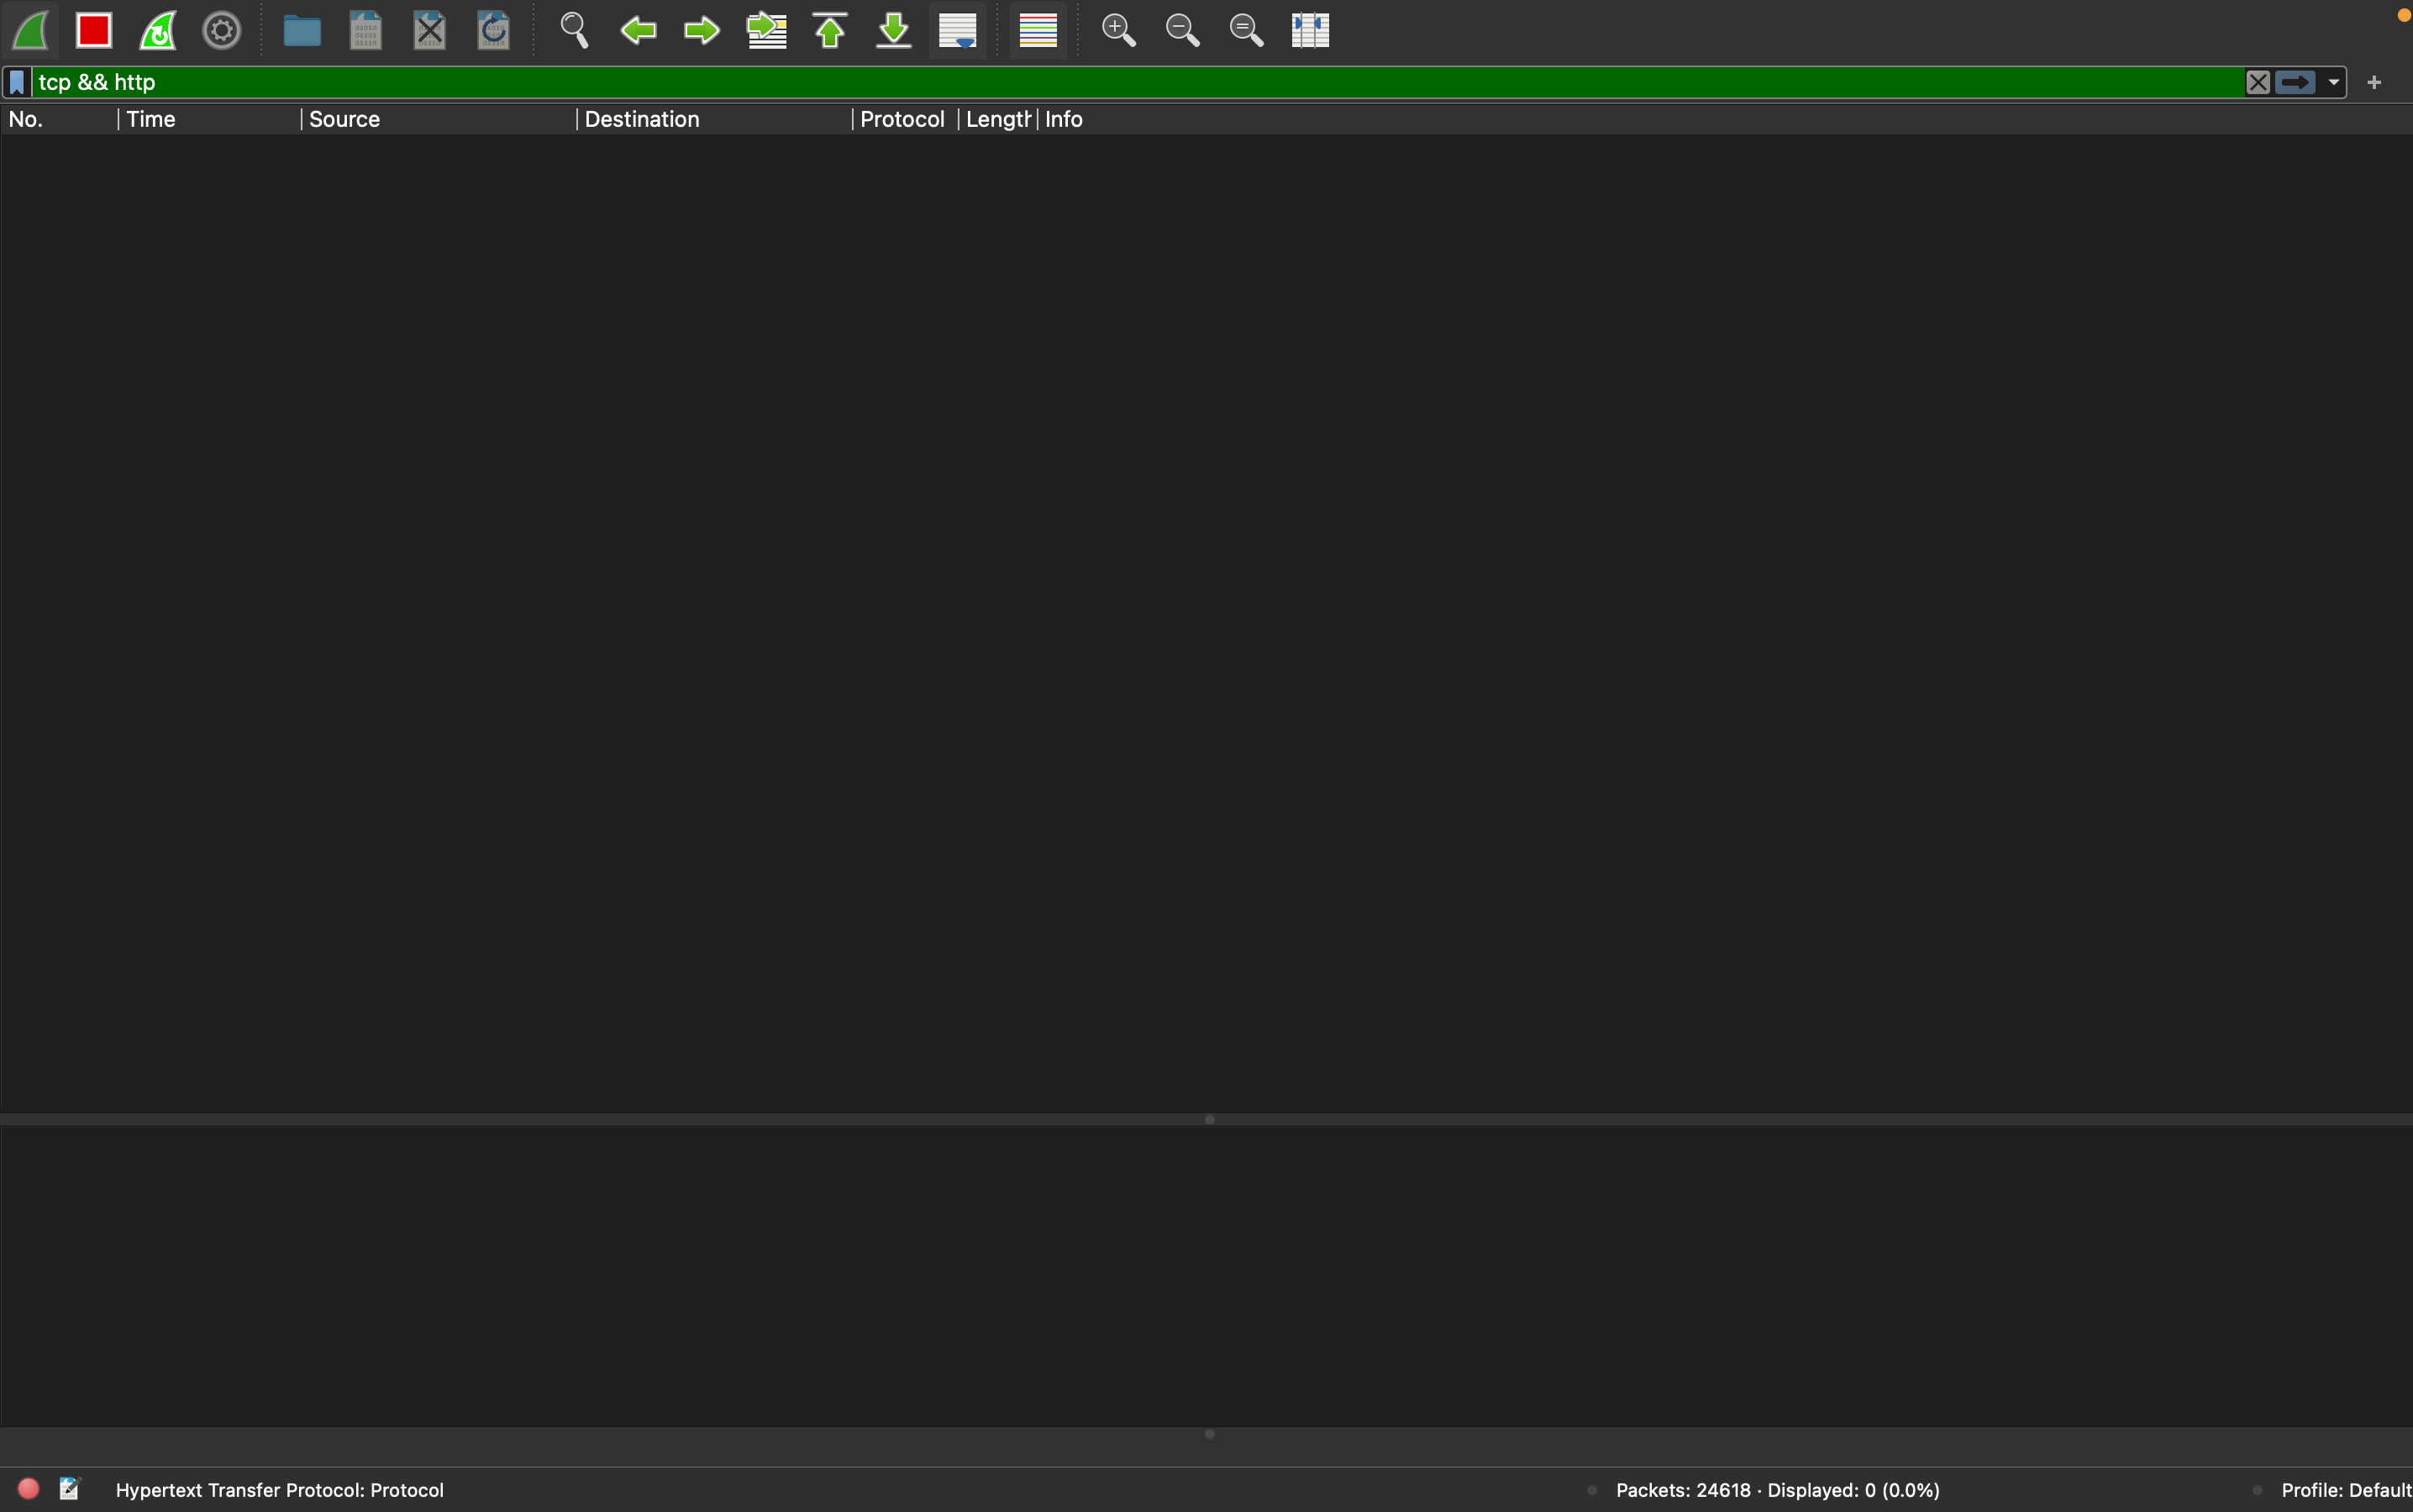 tcp && http
No. Time Source Destination Protocol Length Info
Hypertext Transfer Protocol: Protocol Packets: 24618 · Displayed: 0 (0.0%) Profile: Default